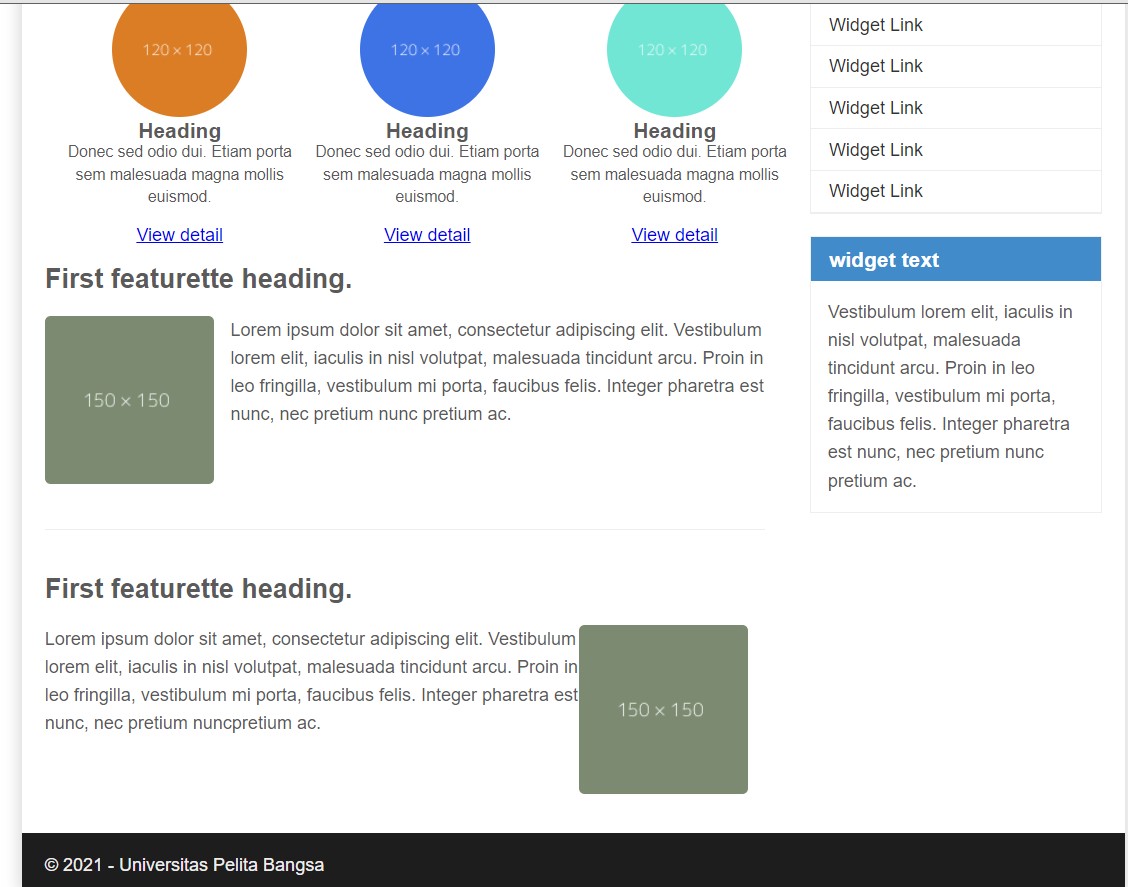 120 × 120
120 × 120
120 × 120
Heading
Donec sed odio dui. Etiam porta
sem malesuada magna mollis
euismod.
View detail
Heading
Donec sed odio dui. Etiam porta
sem malesuada magna mollis
euismod.
View detail
Heading
Donec sed odio dui. Etiam porta
sem malesuada magna mollis
euismod.
View detail
First featurette heading.
150 × 150
Lorem ipsum dolor sit amet, consectetur adipiscing elit. Vestibulum
lorem elit, iaculis in nisl volutpat, malesuada tincidunt arcu. Proin in
leo fringilla, vestibulum mi porta, faucibus felis. Integer pharetra est
nunc, nec pretium nunc pretium ac.
First featurette heading.
Lorem ipsum dolor sit amet, consectetur adipiscing elit. Vestibulum
lorem elit, iaculis in nisl volutpat, malesuada tincidunt arcu. Proin in
leo fringilla, vestibulum mi porta, faucibus felis. Integer pharetra est
nunc, nec pretium nuncpretium ac.
150 × 150
Widget Link
Widget Link
Widget Link
Widget Link
Widget Link
widget text
Vestibulum lorem elit, iaculis in
nisl volutpat, malesuada
tincidunt arcu. Proin in leo
fringilla, vestibulum mi porta,
faucibus felis. Integer pharetra
est nunc, nec pretium nunc
pretium ac.
© 2021 - Universitas Pelita Bangsa